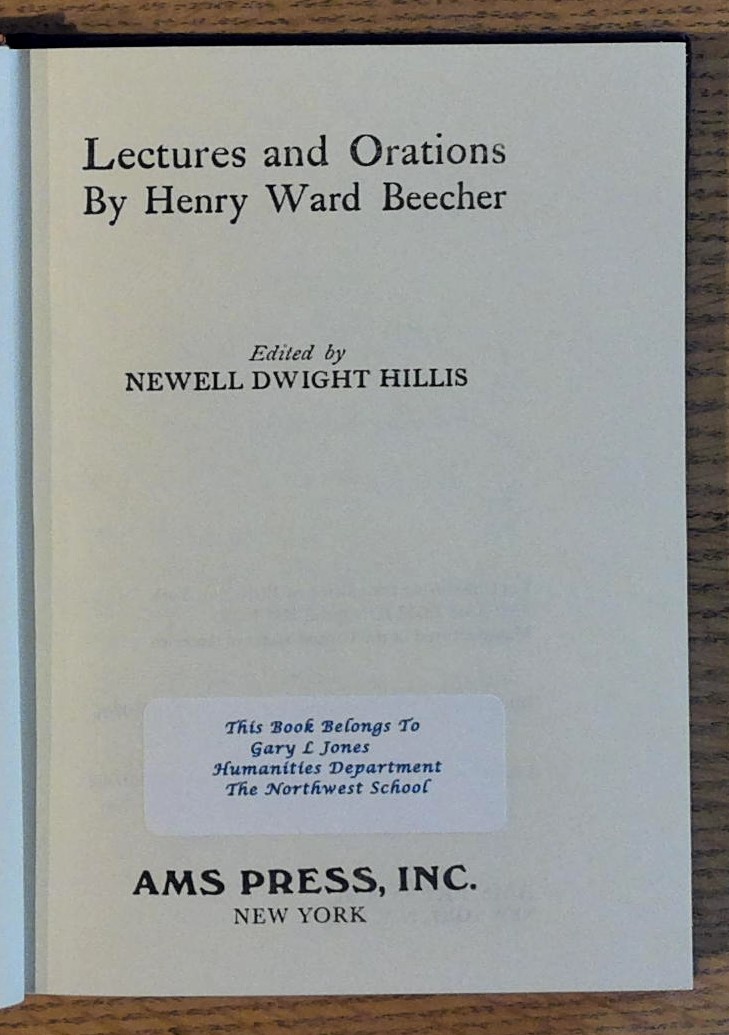 Lectures and Orations
By Henry Ward Beecher
Edited by
NEWELL DWIGHT HILLIS
This Book Belongs To
Gary L Jones
Humanities Department
The Northwest School
AMS PRESS, INC.
NEW YORK